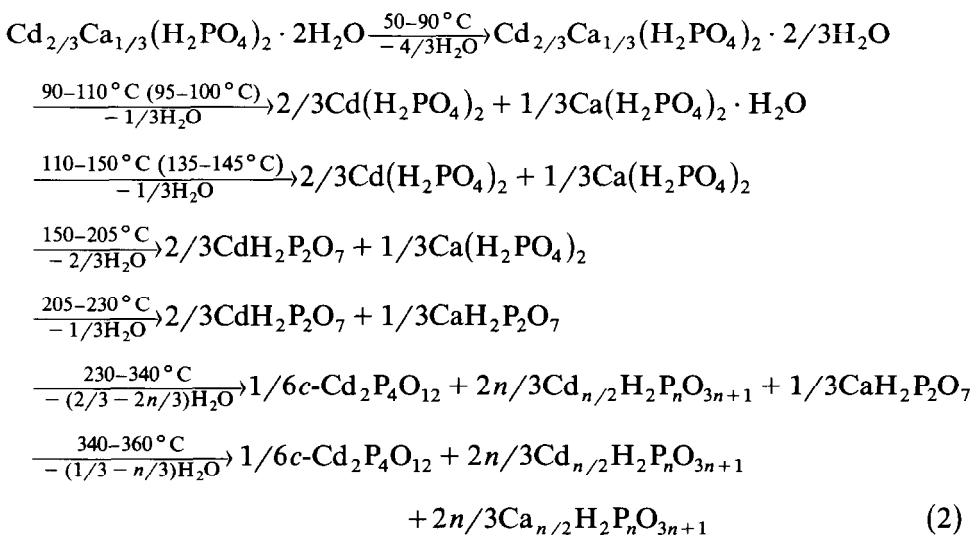 Cd₂/₃Ca₁/₃(H₂PO₄)₂ · 2H₂O 50–90°C −4/3H₂O → Cd₂/₃Ca₁/₃(H₂PO₄)₂ · 2/3H₂O
90–110°C (95–100°C) −1/3H₂O → 2/3Cd(H₂PO₄)₂ + 1/3Ca(H₂PO₄)₂ · H₂O
110–150°C (135–145°C) −1/3H₂O → 2/3Cd(H₂PO₄)₂ + 1/3Ca(H₂PO₄)₂
150–205°C −2/3H₂O → 2/3CdH₂P₂O₇ + 1/3Ca(H₂PO₄)₂
205–230°C −1/3H₂O → 2/3CdH₂P₂O₇ + 1/3CaH₂P₂O₇
230–340°C −(2/3 − 2n/3)H₂O → 1/6c-Cd₂P₄O₁₂ + 2n/3Cdₙ/₂H₂PₙO₃ₙ₊₁ + 1/3CaH₂P₂O₇
340–360°C −(1/3 − n/3)H₂O → 1/6c-Cd₂P₄O₁₂ + 2n/3Cdₙ/₂H₂PₙO₃ₙ₊₁
+ 2n/3Caₙ/₂H₂PₙO₃ₙ₊₁ (2)